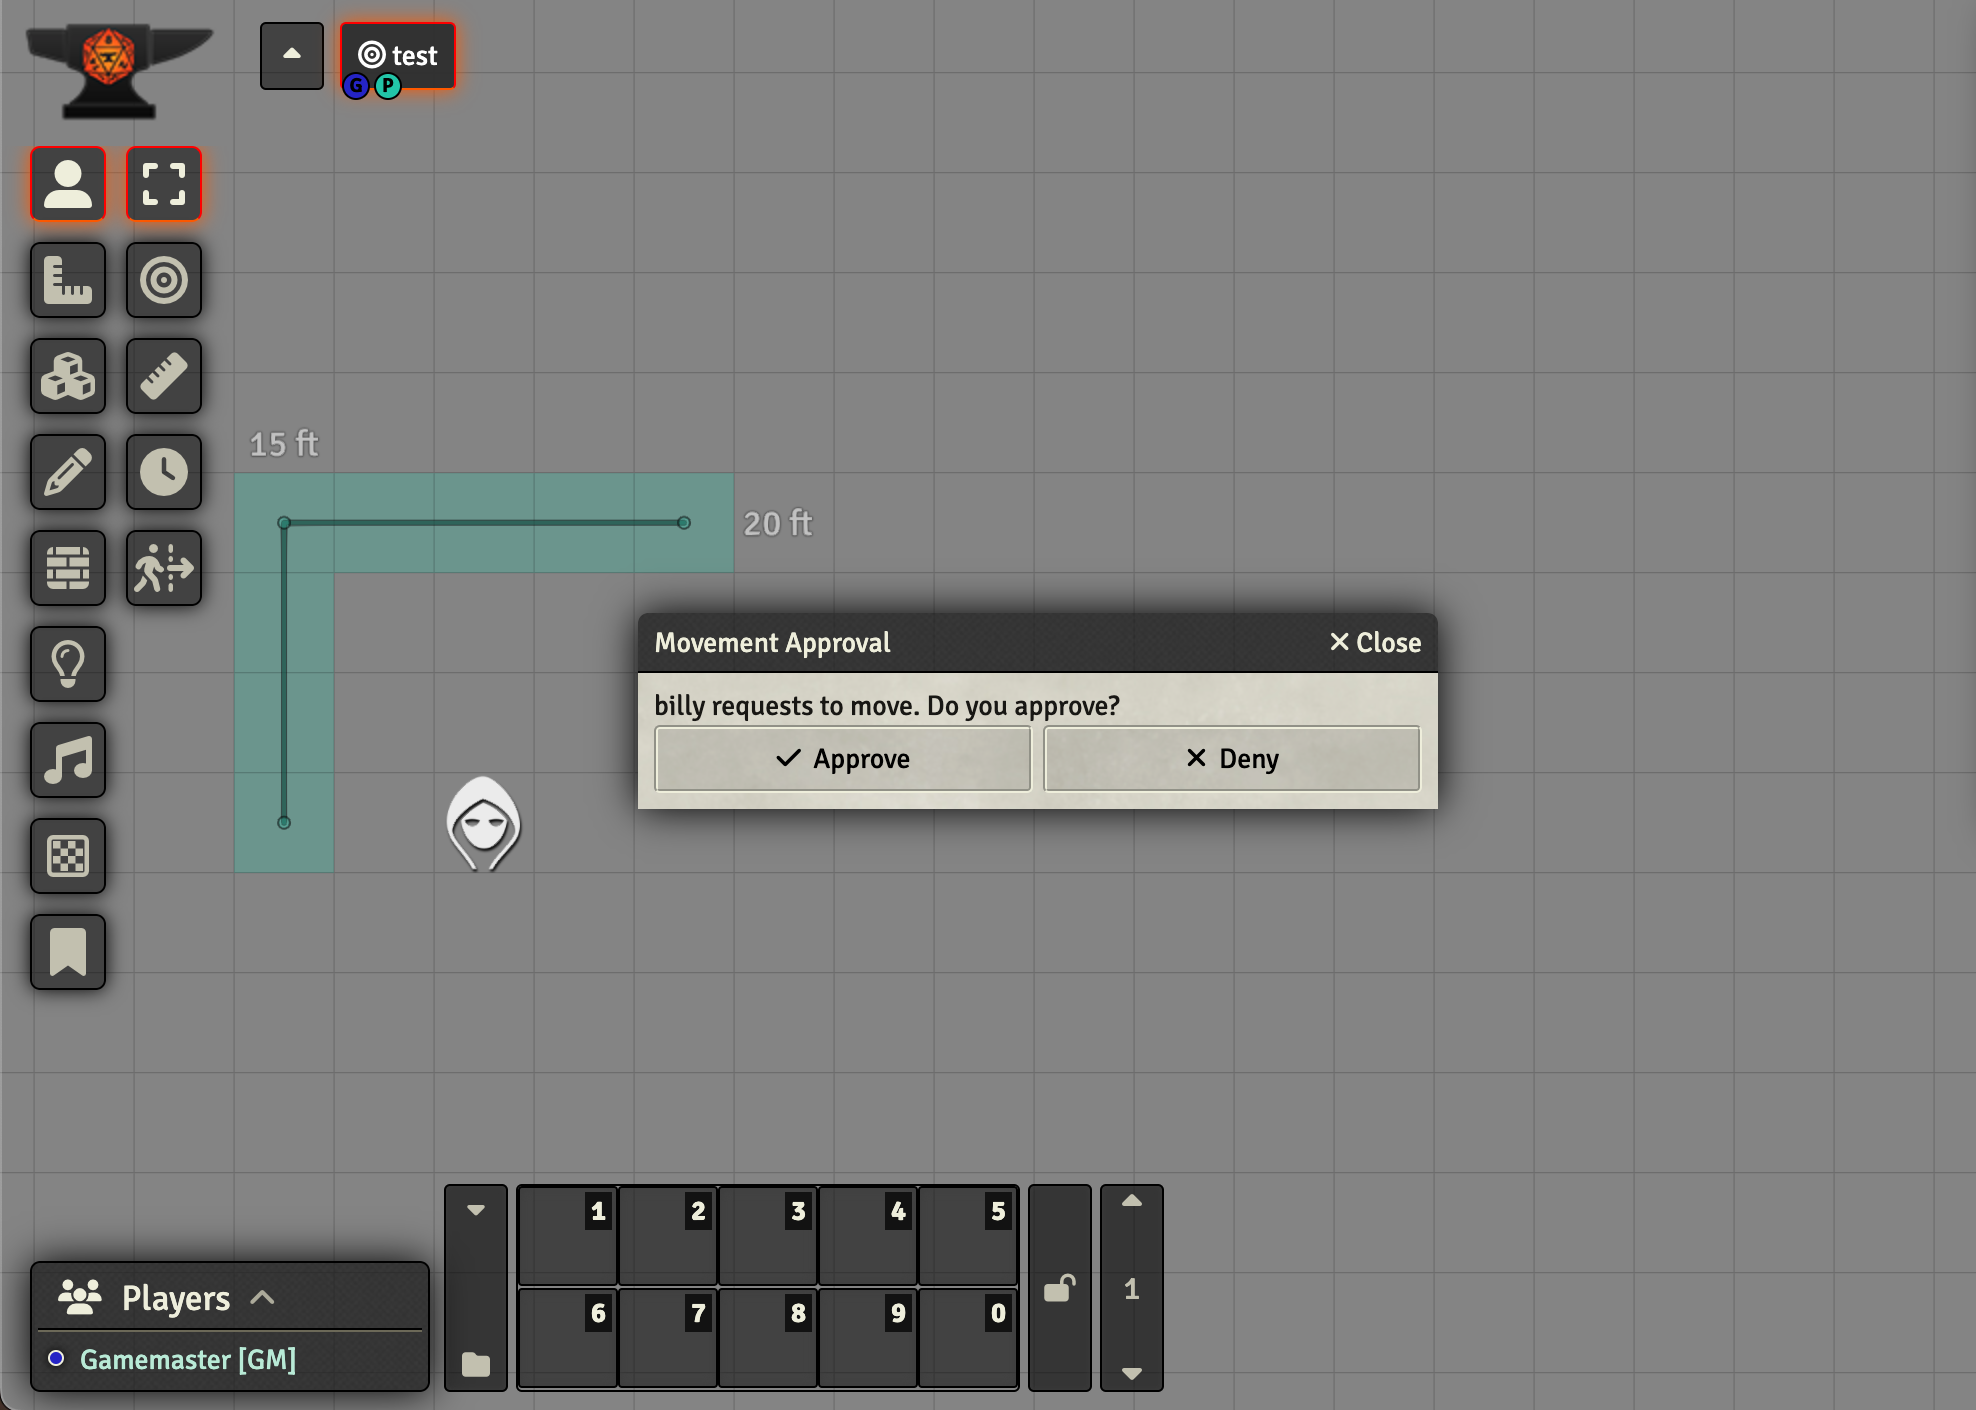 test
G P
15 ft
20 ft
Movement Approval
Close
billy requests to move. Do you approve?
Approve
Deny
1 2 3 4 5
6 7 8 9 0
1
Players
Gamemaster [GM]